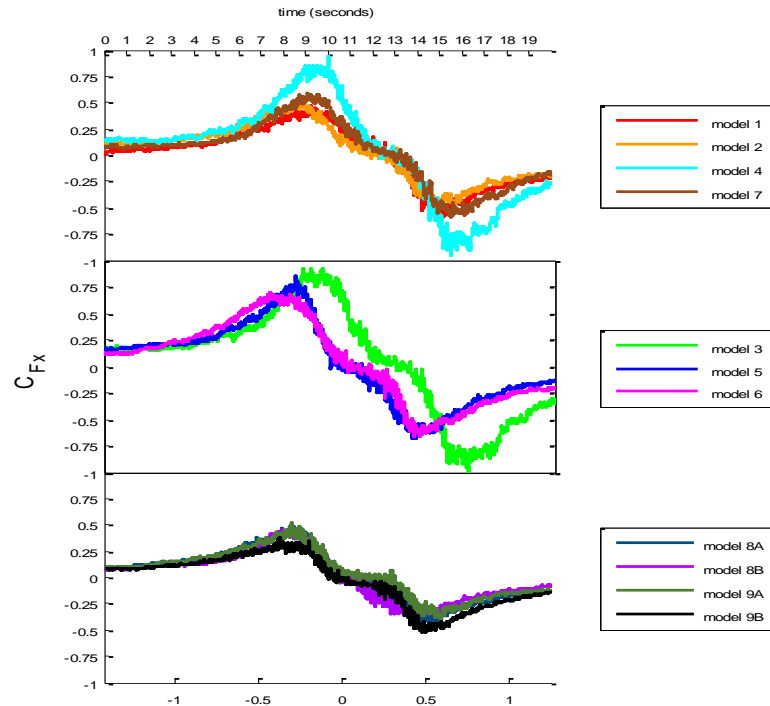 time (seconds)
0 1 2 3 4 5 6 7 8 9 10 11 12 13 14 15 16 17 18 19
1
0.75
0.5
0.25
0
-0.25
-0.5
-0.75
-1
model 1
model 2
model 4
model 7
C_Fx
0.75
0.5
0.25
0
-0.25
-0.5
-0.75
-1
model 3
model 5
model 6
0.75
0.5
0.25
0
-0.25
-0.5
-0.75
-1
model 8A
model 8B
model 9A
model 9B
-1 -0.5 0 0.5 1